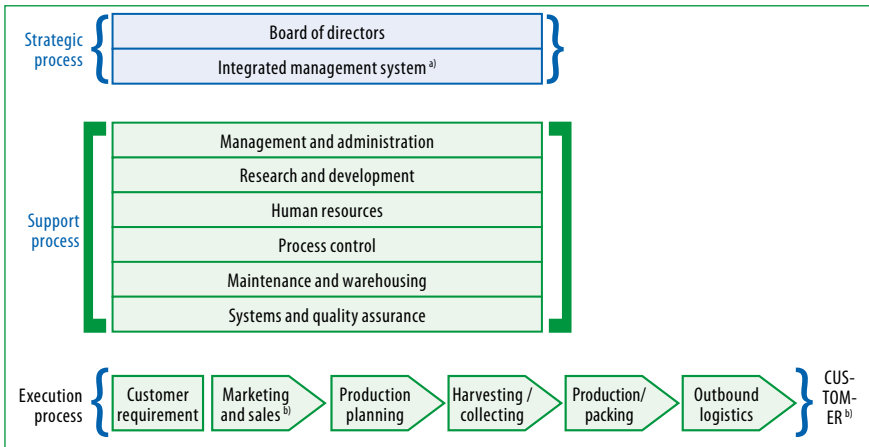 Strategic
process
Board of directors
Integrated management system a)
Support
process
Management and administration
Research and development
Human resources
Process control
Maintenance and warehousing
Systems and quality assurance
Execution
process
Customer
requirement
Marketing
and sales b)
Production
planning
Harvesting /
collecting
Production/
packing
Outbound
logistics
CUS-
TOM-
ER b)